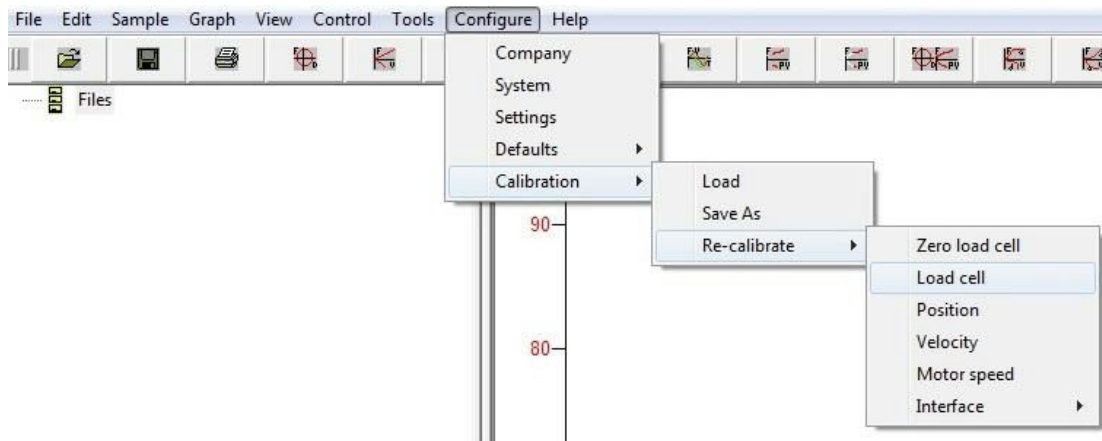 File Edit Sample Graph View Control Tools Configure Help
Files
Company
System
Settings
Defaults
Calibration
Load
Save As
Re-calibrate
Zero load cell
Load cell
Position
Velocity
Motor speed
Interface
90
80